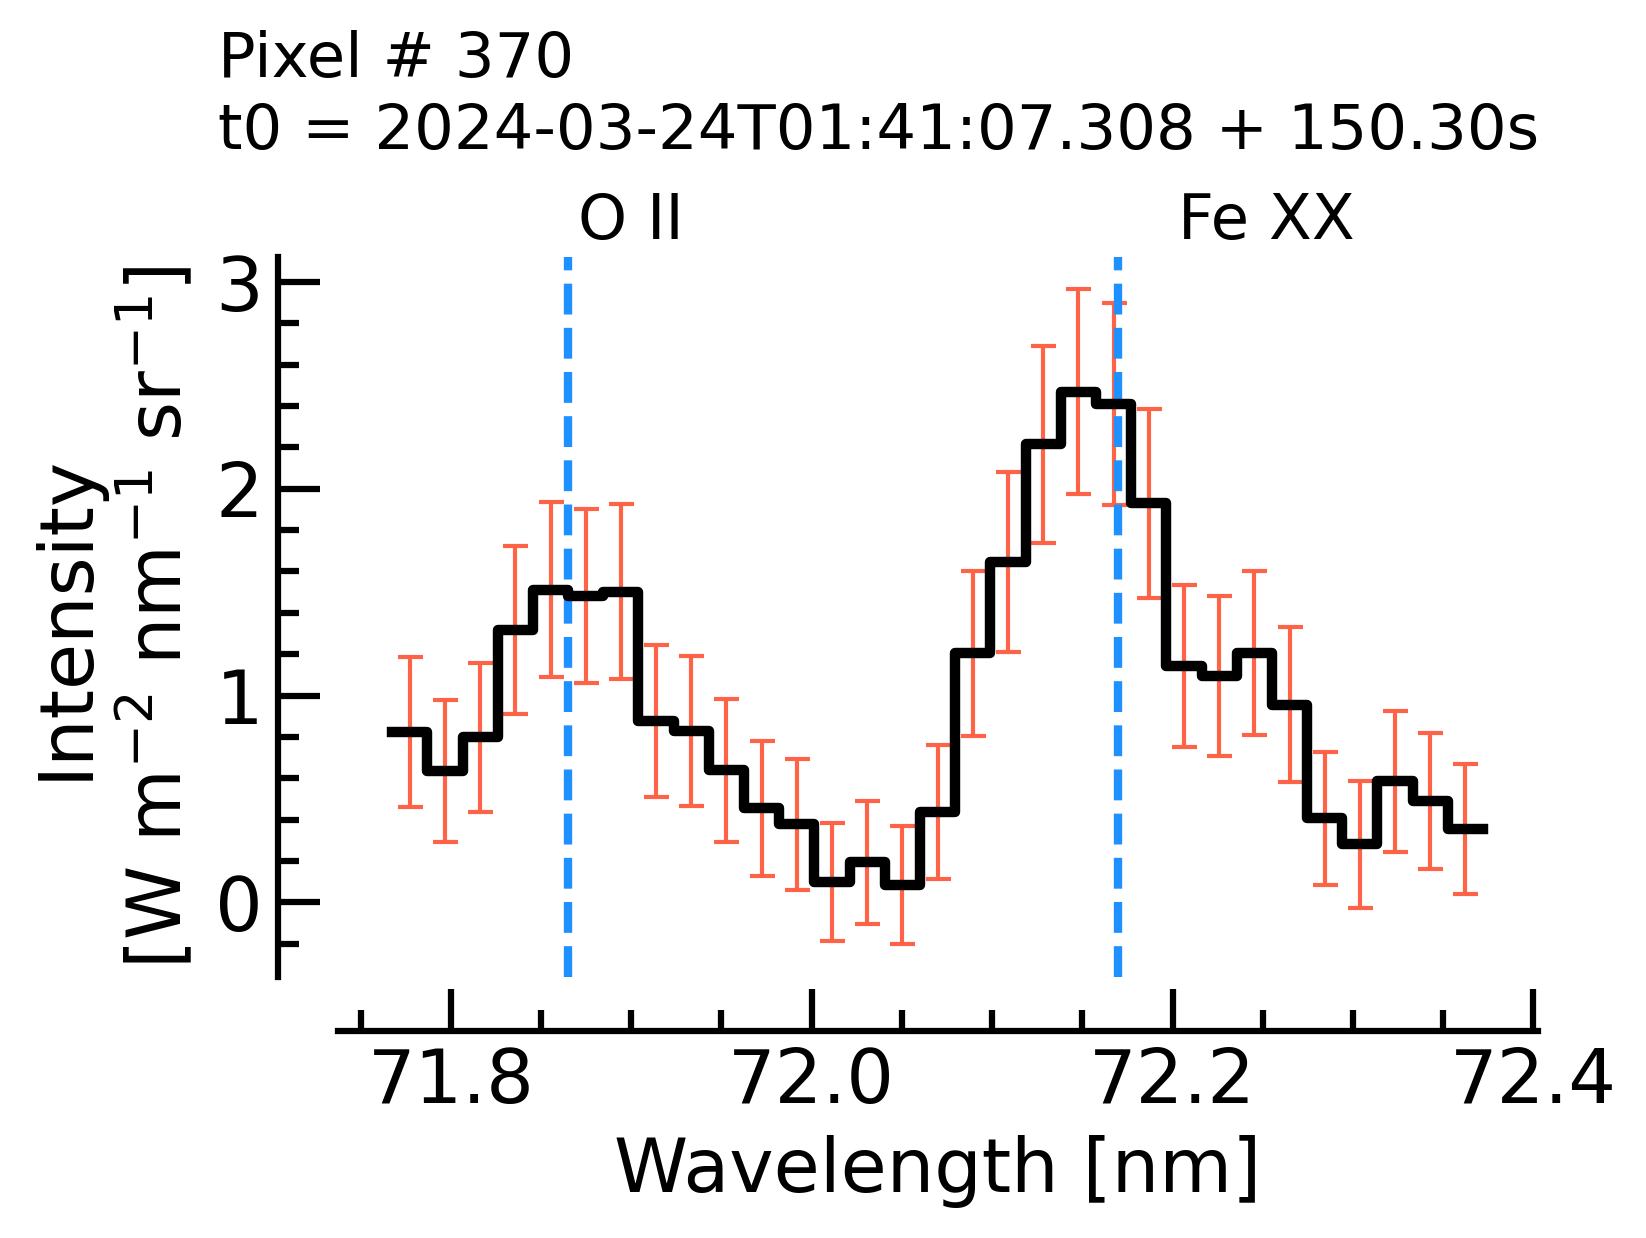 Pixel # 370
t0 = 2024-03-24T01:41:07.308 + 150.30s
O II
Fe XX
3
2
1
0
Intensity
[W m⁻² nm⁻¹ sr⁻¹]
71.8
72.0
72.2
72.4
Wavelength [nm]